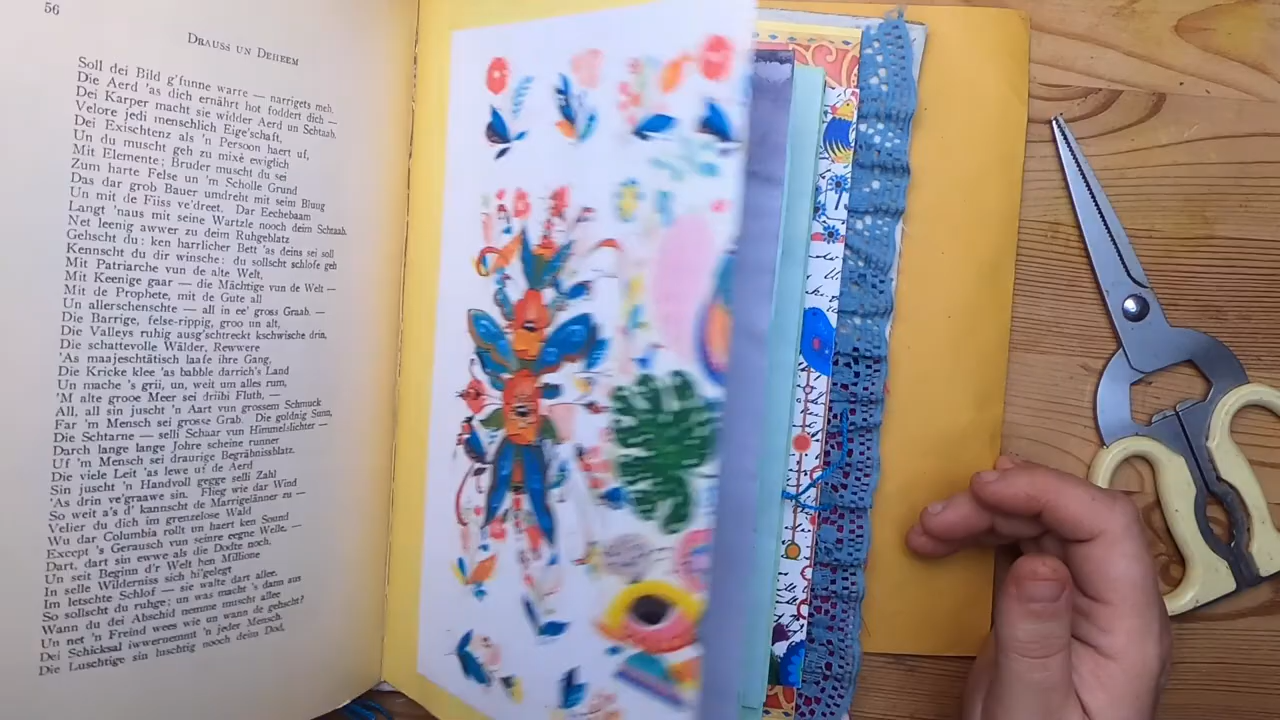 56
DRAUSS UN DEHEEM
Soll dei Bild g'funne warre — narrigets meh.
Die Aerd 'as dich ernährt hot foddert dich —
Dei Karper macht sie widder Aerd un Schtaab.
Velore jedi menschlich Eige'schaft,
Dei Exischtenz als 'n Persoon haert uf,
Un du muscht geh zu mixè ewiglich
Mit Elemente; Bruder muscht du sei
Zum harte Felse un 'm Scholle Grund
Das dar grob Bauer umdreht mit seim Bluug
Un mit de Fiiss ve'dreet. Dar Eechebaam
Langt 'naus mit seine Wartzle nooch deim Schtaab.
Net leenig awwer zu deim Ruhgeblatz
Gehscht du: ken harrlicher Bett 'as deins sei soll
Kennscht du dir winsche: du sollscht schlofe geh
Mit Patriarche vun de alte Welt,
Mit Keenige gaar — die Mächtige vun de Welt —
Mit de Prophete, mit de Gute all
Un allerschenschte — all in ee' gross Graab. —
Die Barrige, felse-rippig, groo un alt,
Die Valleys ruhig ausg'schtreckt kschwische drin,
Die schattevolle Wälder, Rewwere
'As maajeschtätisch laafe ihre Gang,
Die Kricke klee 'as babble darrich's Land
Un mache 's grii, un, weit um alles rum,
'M alte grooe Meer sei driibi Fluth, —
All, all sin juscht 'n Aart vun grossem Schmuck
Far 'm Mensch sei grosse Grab. Die goldnig Sunn,
Die Schtarne — selli Schaar vun Himmelslichter —
Darch lange lange Johre scheine runner
Uf 'm Mensch sei draurige Begräbnissblatz.
Die viele Leit 'as lewe uf de Aerd
Sin juscht 'n Handvoll gegge selli Zahl
'As drin ve'graawe sin. Flieg wie dar Wind
So weit a's d' kannscht de Marrigelänner zu —
Velier du dich im grenzelose Wald
Wu dar Columbia rollt un haert ken Sound
Except 's Gerausch vun seinre eegne Welle, —
Dart, dart sin ewwe als die Dodte noch.
Un seit Beginn d'r Welt hen Millione
In selle Wilderniss sich hi'gelegt
Im letschte Schlof — sie walte dart allee.
So sollscht du ruhge; un was macht 's dann aus
Wann du dei Abschid nemme muscht allee
Un net 'n Freind wees wie un wann de gehscht?
Dei Schicksal iwweruemmt 'n jeder Mensch.
Die Luschtige sin luschtig nooch deim Dod,